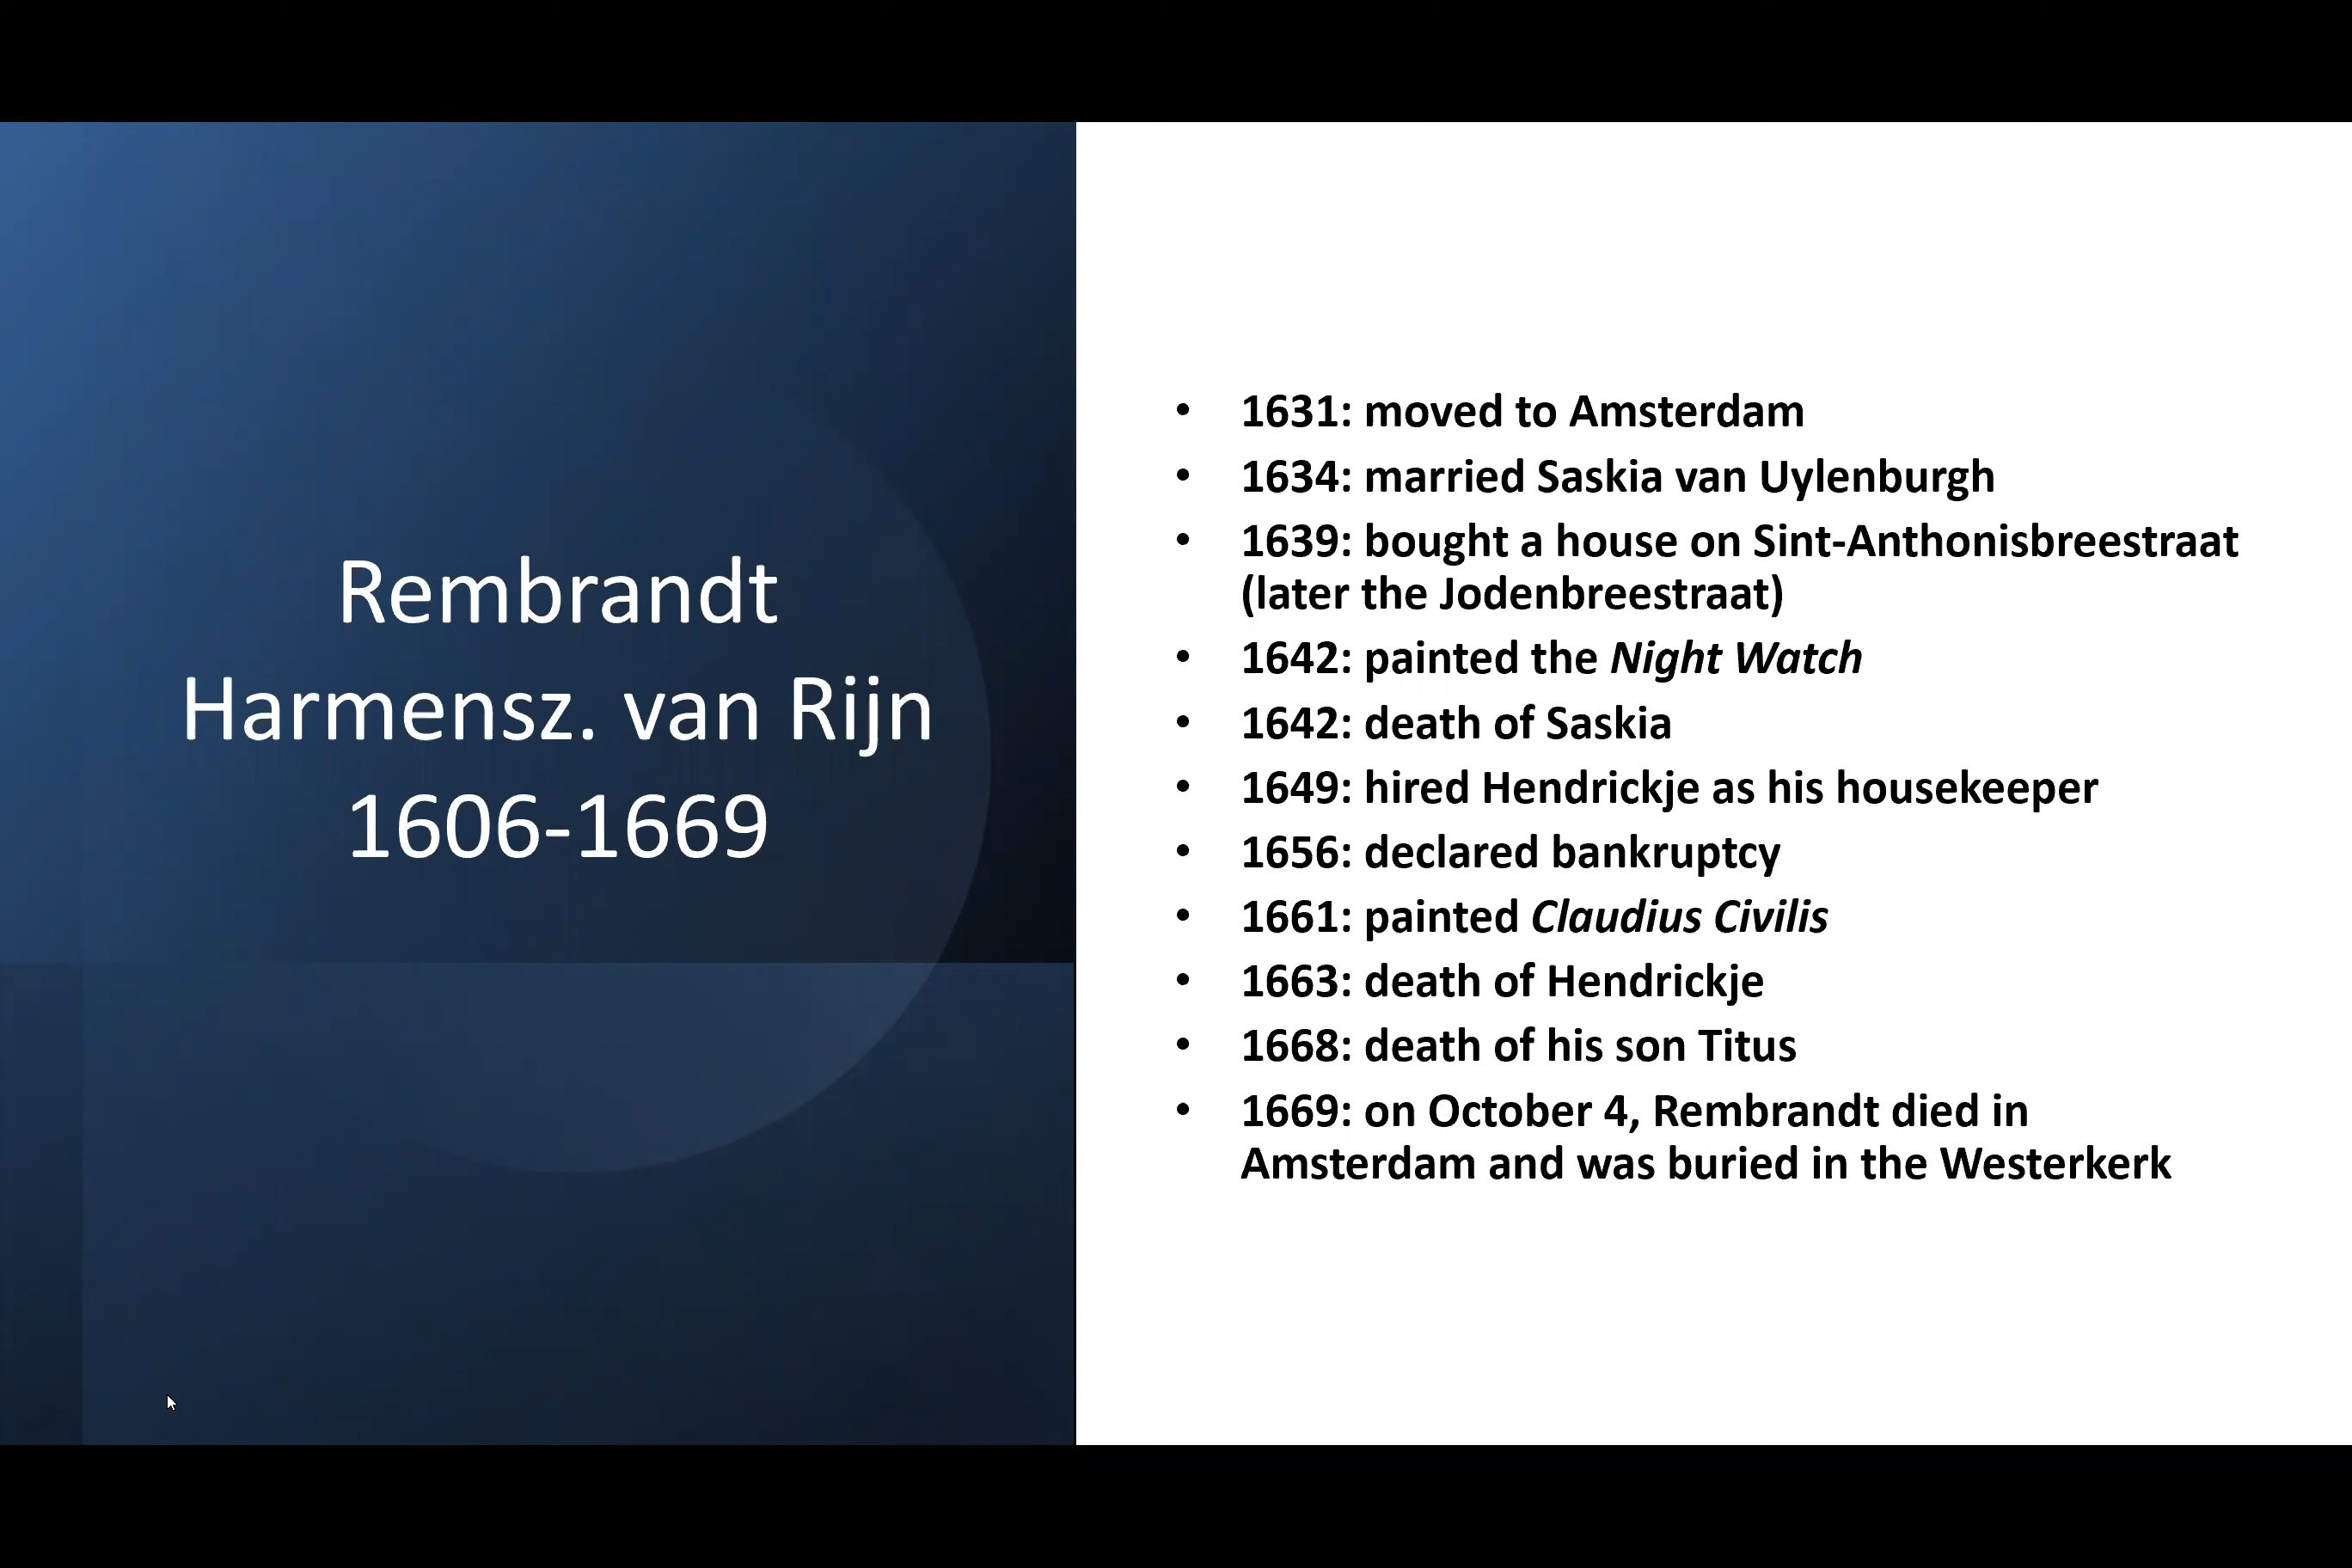 Rembrandt
Harmensz. van Rijn
1606-1669
• 1631: moved to Amsterdam
• 1634: married Saskia van Uylenburgh
• 1639: bought a house on Sint-Anthonisbreestraat
(later the Jodenbreestraat)
• 1642: painted the Night Watch
• 1642: death of Saskia
• 1649: hired Hendrickje as his housekeeper
• 1656: declared bankruptcy
• 1661: painted Claudius Civilis
• 1663: death of Hendrickje
• 1668: death of his son Titus
• 1669: on October 4, Rembrandt died in
Amsterdam and was buried in the Westerkerk